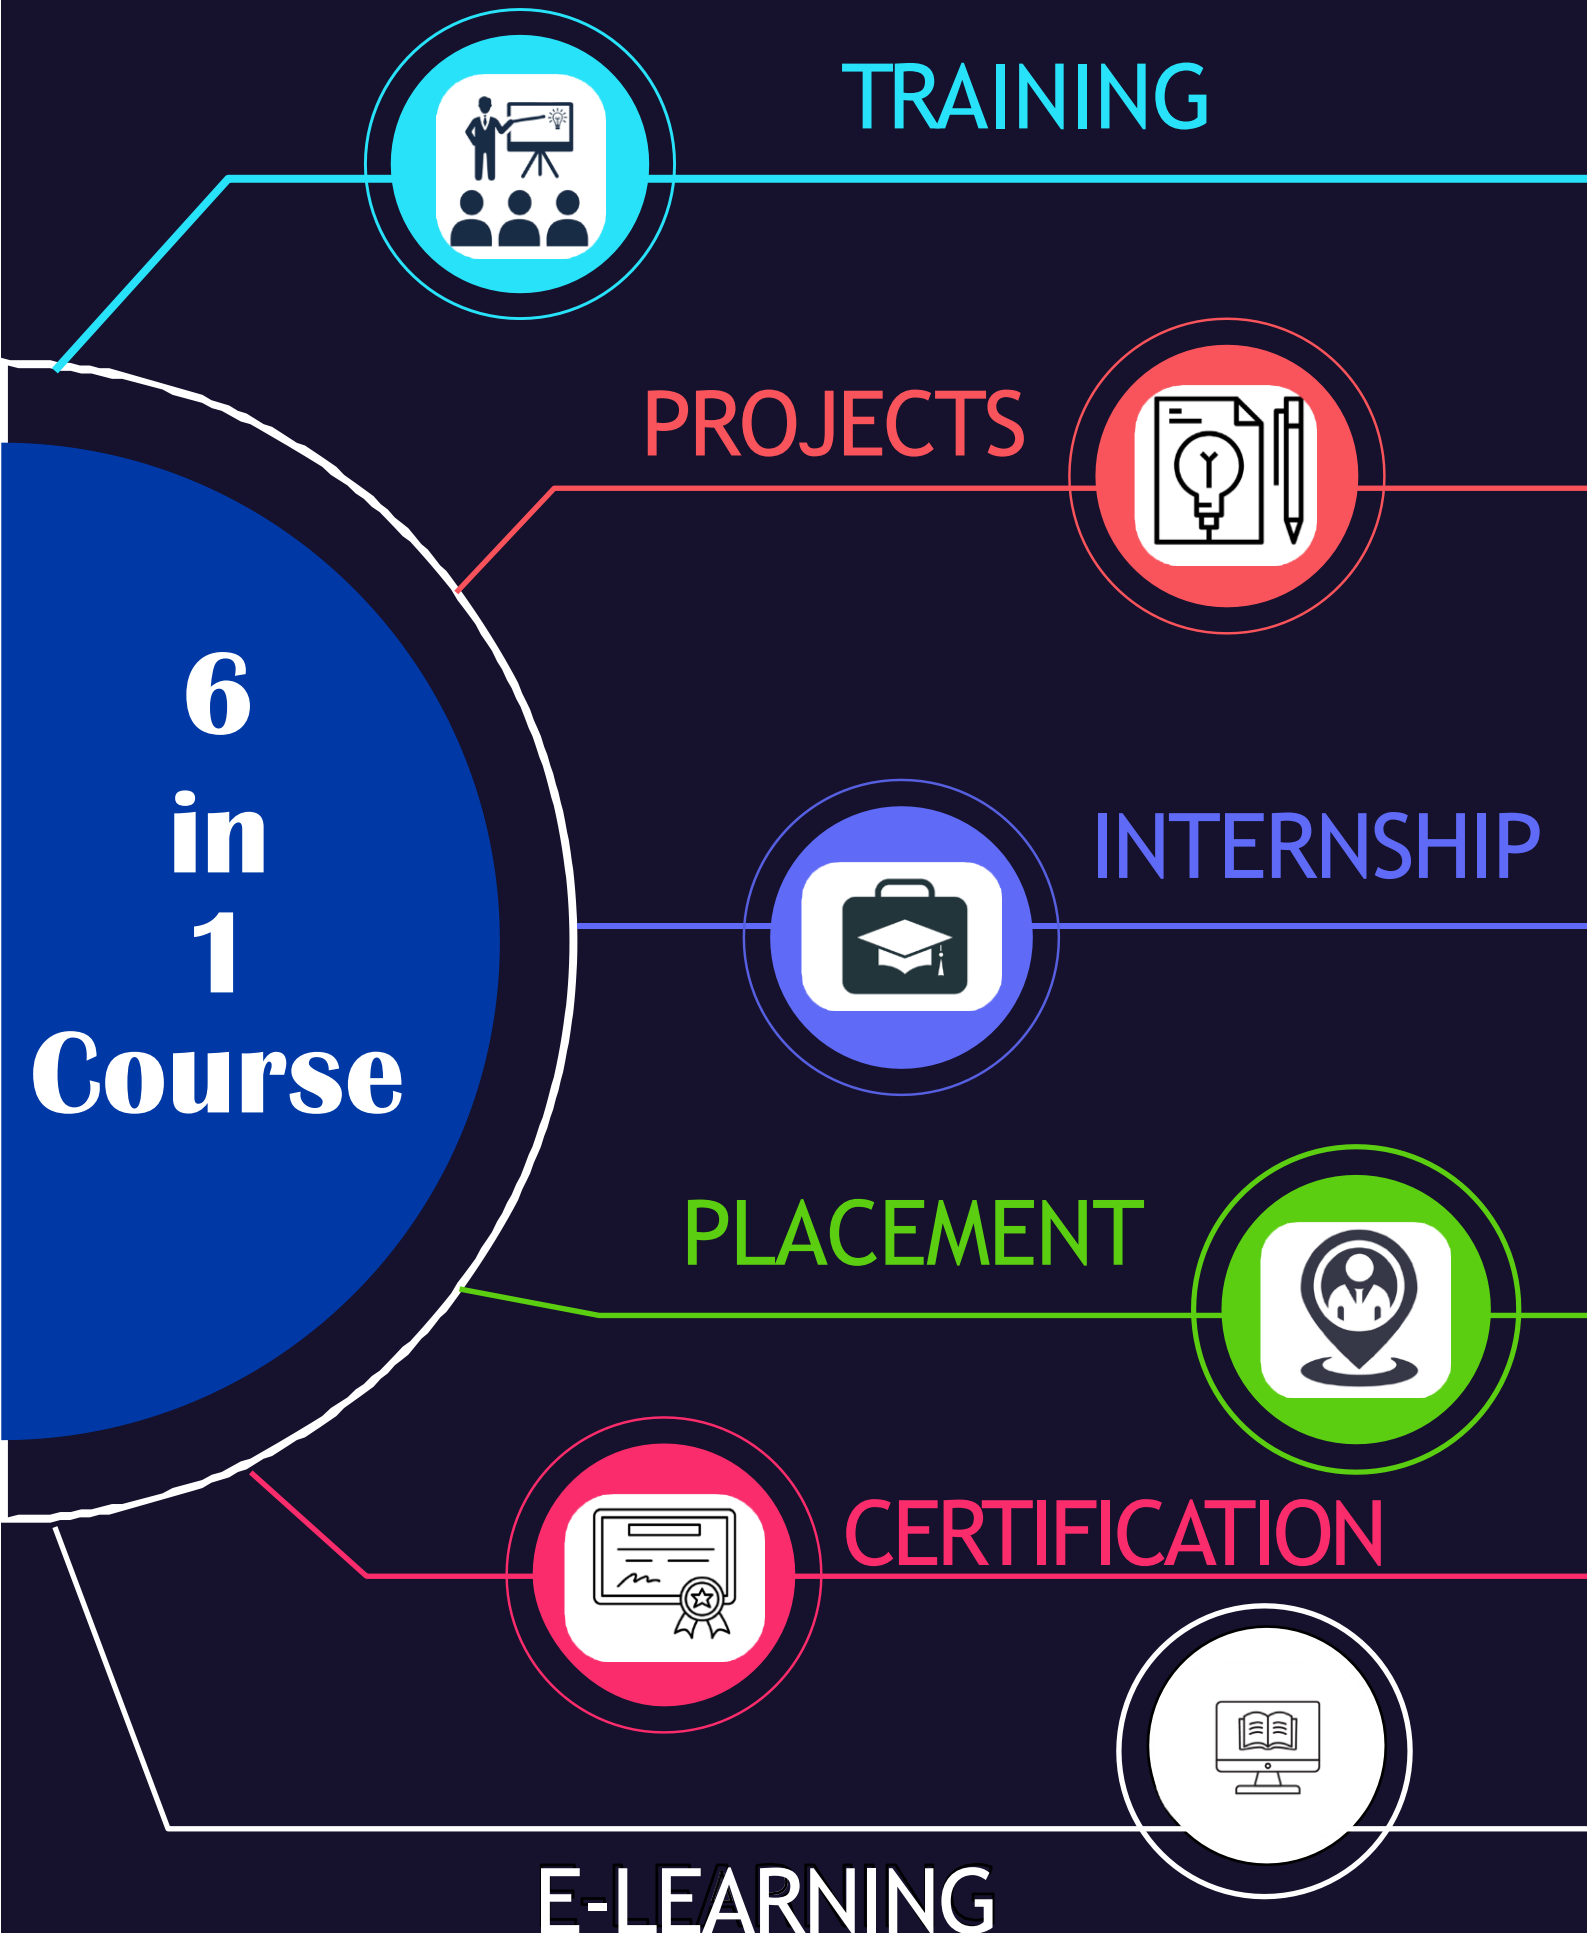 TRAINING
PROJECTS
6
in
1
Course
INTERNSHIP
PLACEMENT
CERTIFICATION
E-LEARNING